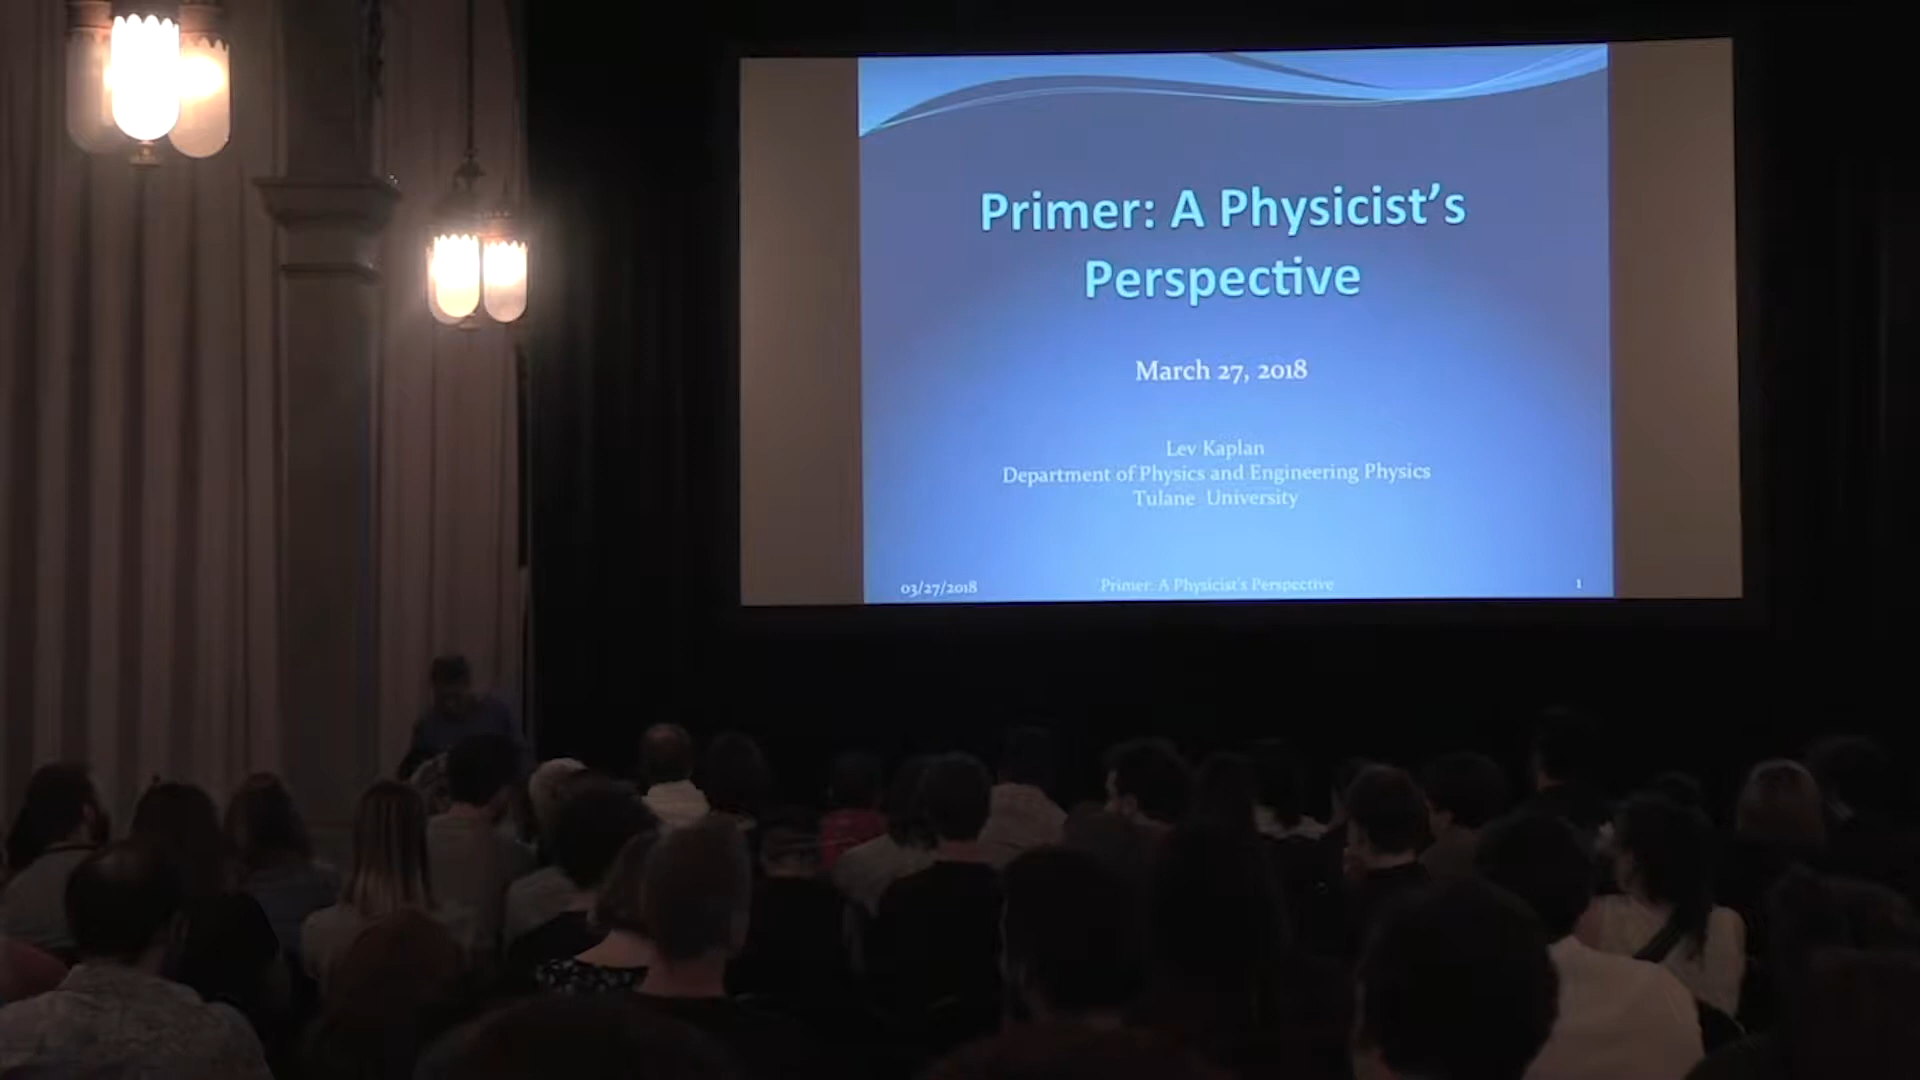 Primer: A Physicist's
Perspective
March 27, 2018
Lev Kaplan
Department of Physics and Engineering Physics
Tulane University
03/27/2018 Primer: A Physicist's Perspective 1